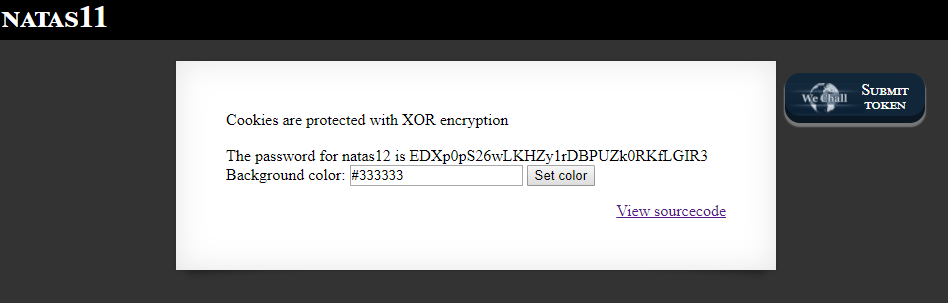 NATAS11
We Chall
SUBMIT
TOKEN
Cookies are protected with XOR encryption
The password for natas12 is EDXp0pS26wLKHZy1rDBPUZk0RKfLGIR3
Background color: #333333 Set color
View sourcecode